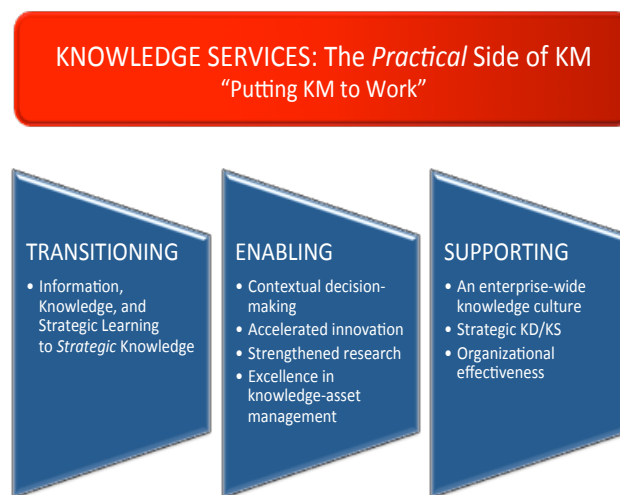 KNOWLEDGE SERVICES: The Practical Side of KM
“Putting KM to Work”
TRANSITIONING
• Information,
Knowledge, and
Strategic Learning
to Strategic Knowledge
ENABLING
• Contextual decision-
making
• Accelerated innovation
• Strengthened research
• Excellence in
knowledge-asset
management
SUPPORTING
• An enterprise-wide
knowledge culture
• Strategic KD/KS
• Organizational
effectiveness